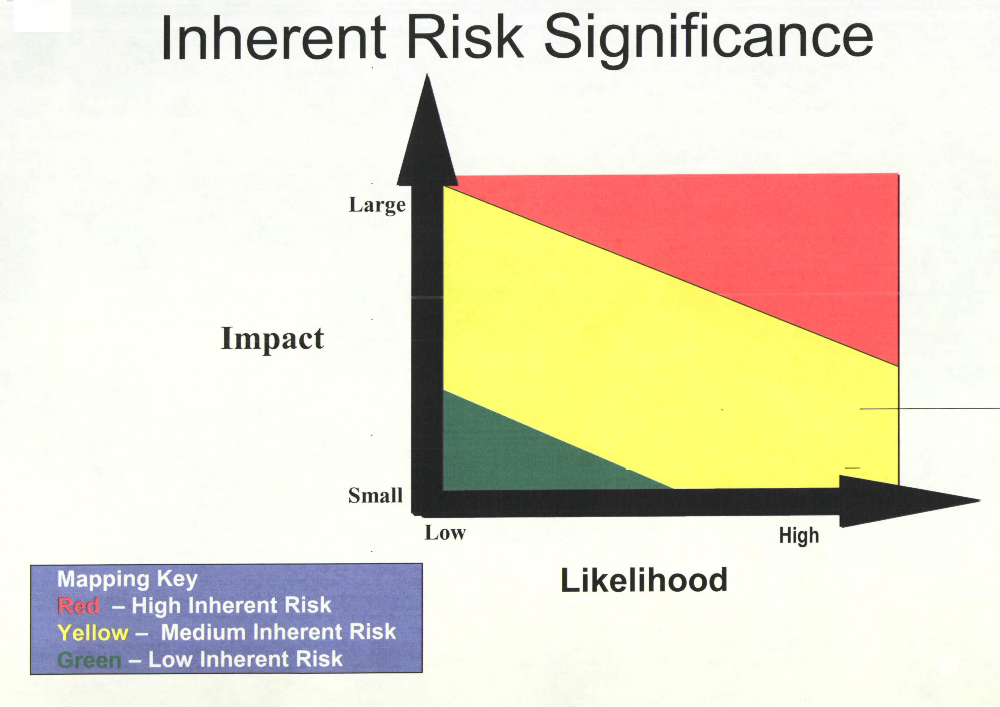 Inherent Risk Significance
Large
Impact
Small
Low
High
Likelihood
Mapping Key
Red – High Inherent Risk
Yellow – Medium Inherent Risk
Green – Low Inherent Risk